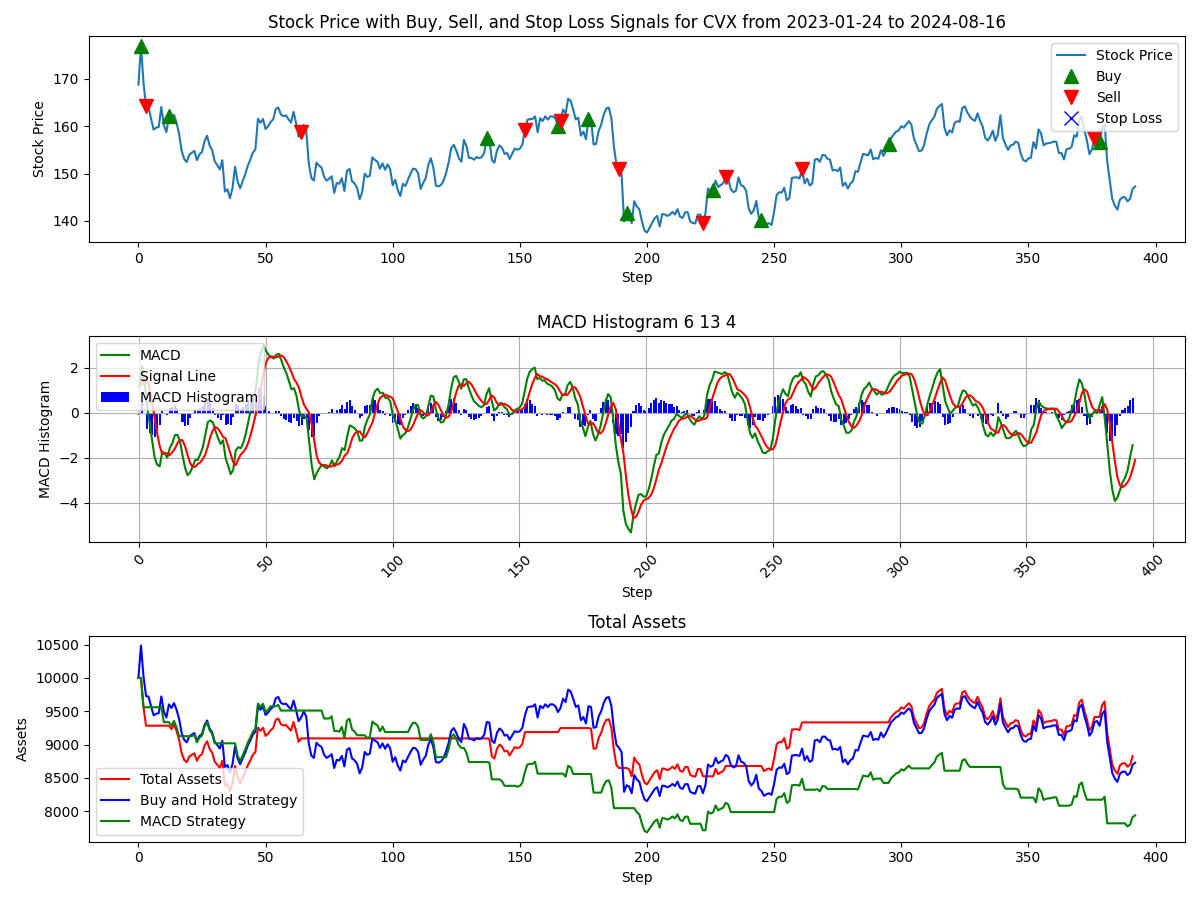 Stock Price with Buy, Sell, and Stop Loss Signals for CVX from 2023-01-24 to 2024-08-16
Stock Price
170
160
150
140
Stock Price
Buy
Sell
Stop Loss
0 50 100 150 200 250 300 350 400
Step
MACD Histogram 6 13 4
MACD Histogram
2
0
−2
−4
MACD
Signal Line
MACD Histogram
0 50 100 150 200 250 300 350 400
Step
Total Assets
Assets
10500
10000
9500
9000
8500
8000
Total Assets
Buy and Hold Strategy
MACD Strategy
0 50 100 150 200 250 300 350 400
Step